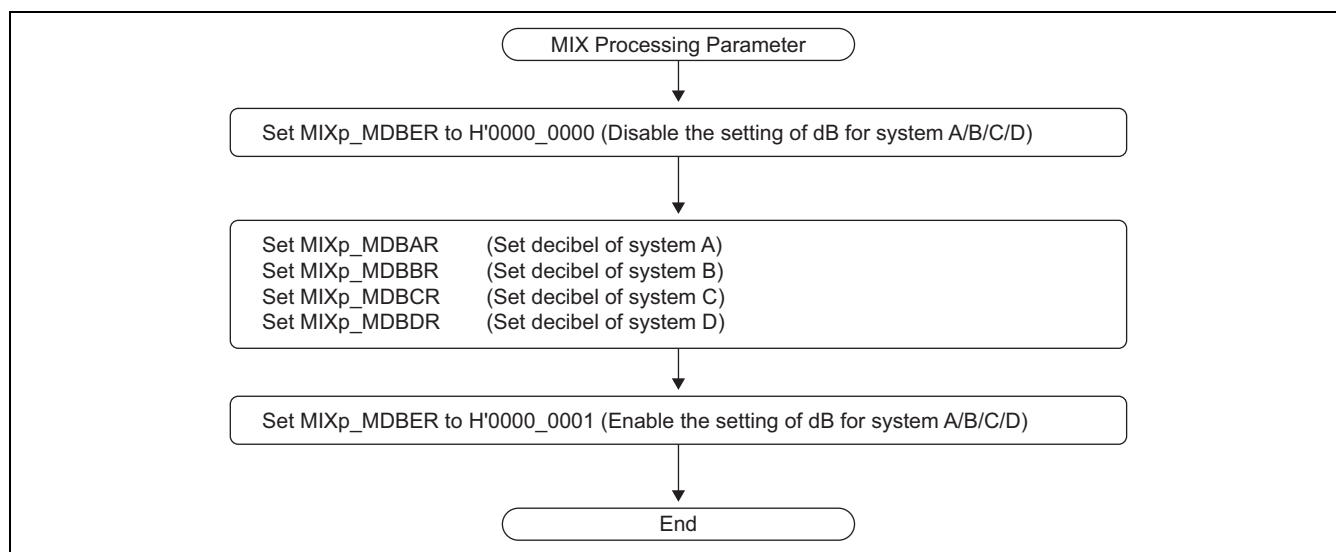 MIX Processing Parameter
Set MIXp_MDBER to H'0000_0000 (Disable the setting of dB for system A/B/C/D)
Set MIXp_MDBAR (Set decibel of system A)
Set MIXp_MDBBR (Set decibel of system B)
Set MIXp_MDBCR (Set decibel of system C)
Set MIXp_MDBDR (Set decibel of system D)
Set MIXp_MDBER to H'0000_0001 (Enable the setting of dB for system A/B/C/D)
End